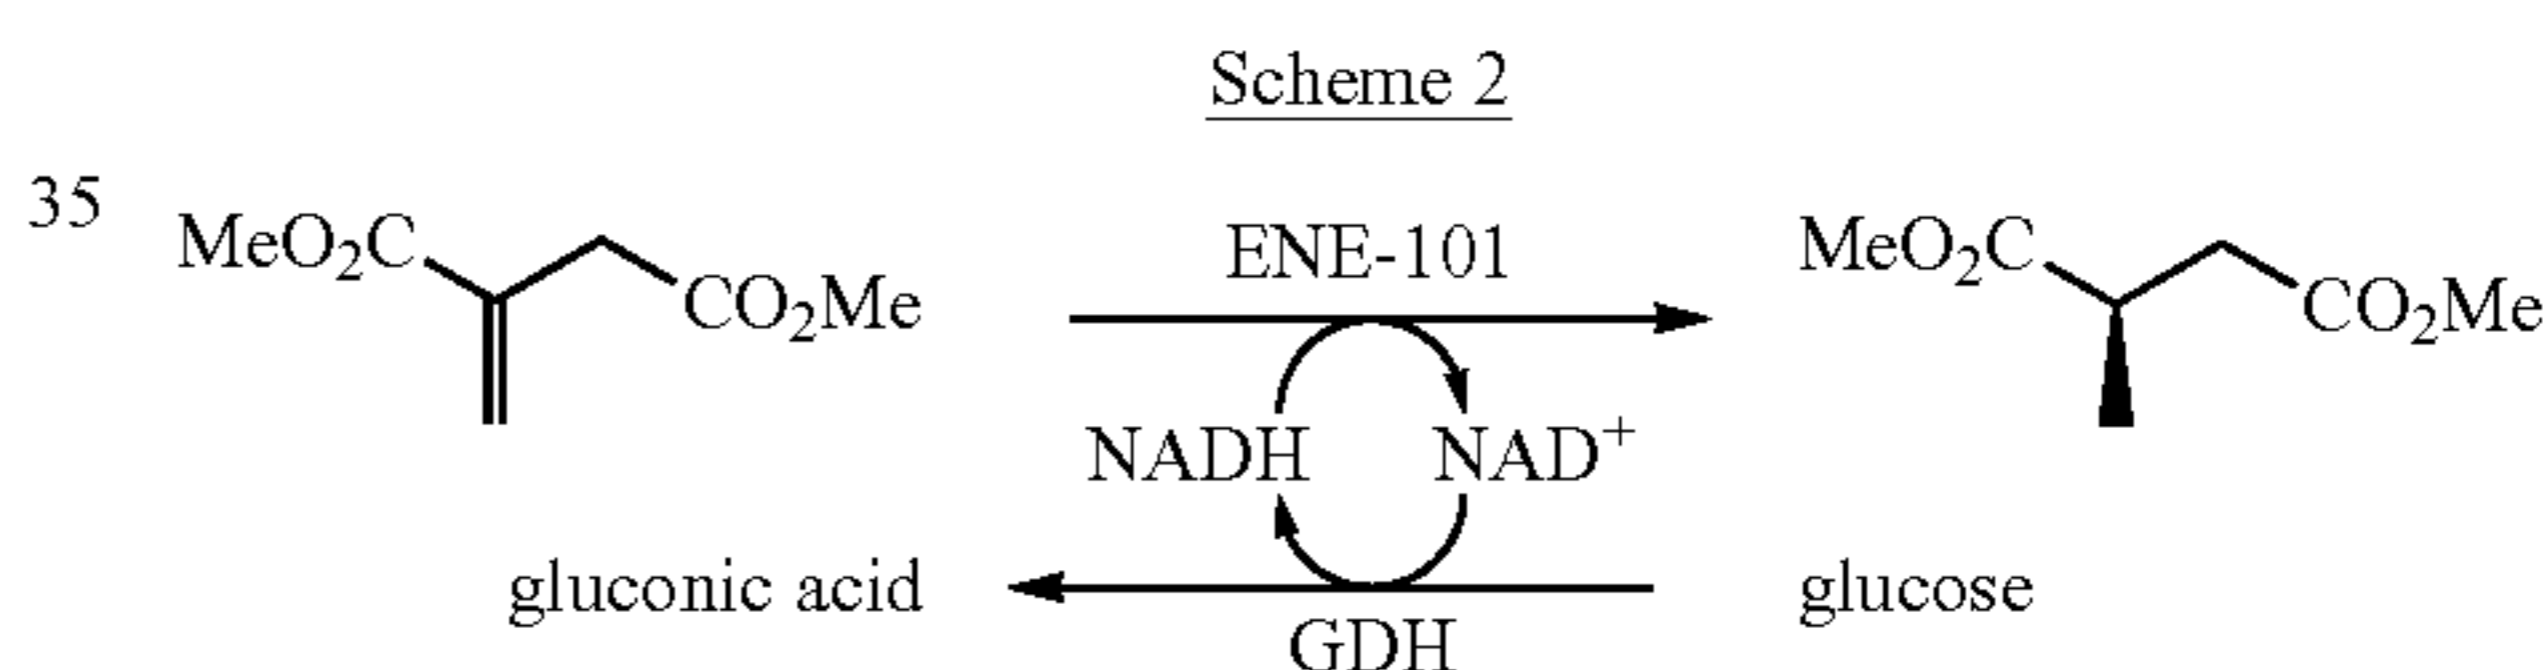 Scheme 2
35
MeO₂C CO₂Me
ENE-101
MeO₂C CO₂Me
NADH NAD⁺
gluconic acid
glucose
GDH